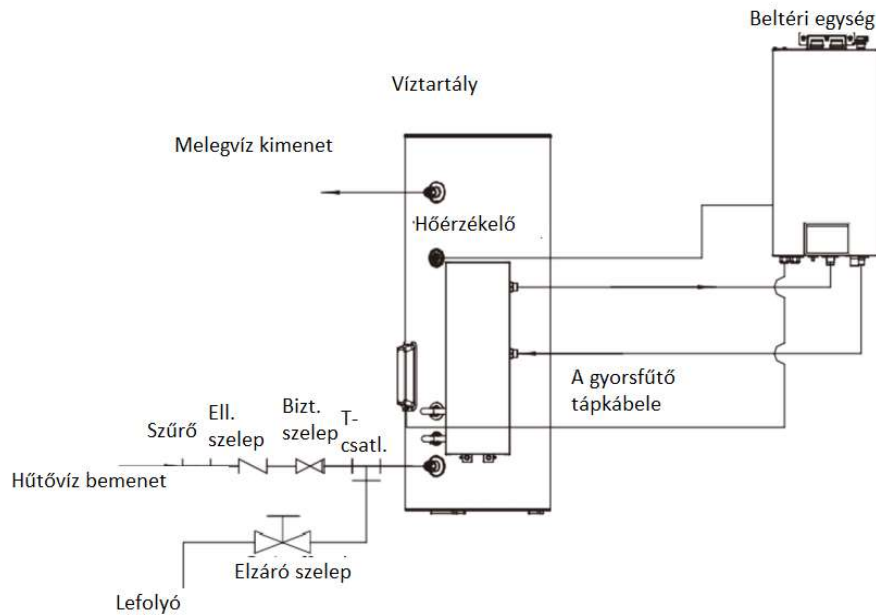 Beltéri egység
Víztartály
Melegvíz kimenet
Hőérzékelő
A gyorsfűtő
tápkábele
Szűrő
Ell.
szelep
Bizt.
szelep
T-
csatl.
Hűtővíz bemenet
Elzáró szelep
Lefolyó